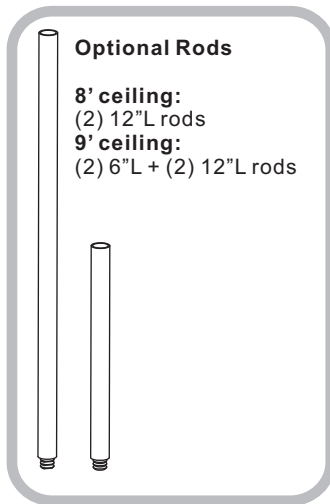 Optional Rods
8’ ceiling:
(2) 12”L rods
9’ ceiling:
(2) 6”L + (2) 12”L rods